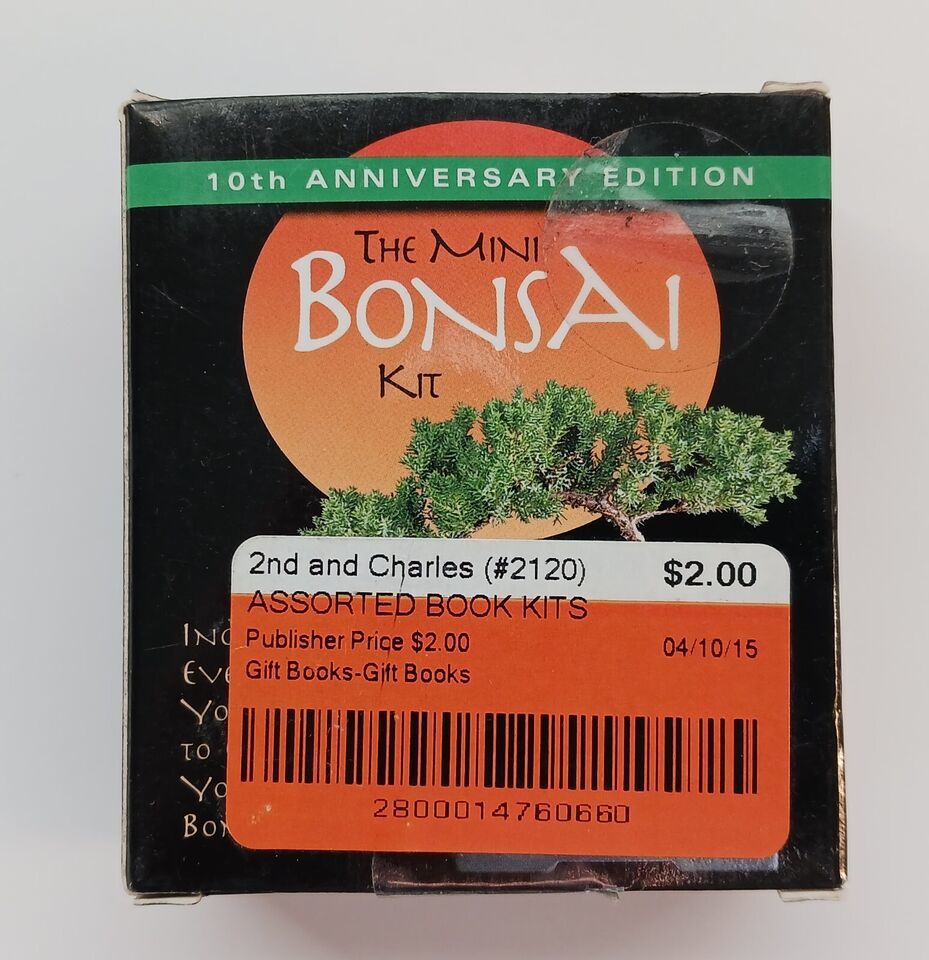 10th ANNIVERSARY EDITION
THE MINI
BONSAI
KIT
2nd and Charles (#2120) $2.00
ASSORTED BOOK KITS
Publisher Price $2.00 04/10/15
Gift Books-Gift Books
2800014760660
TO